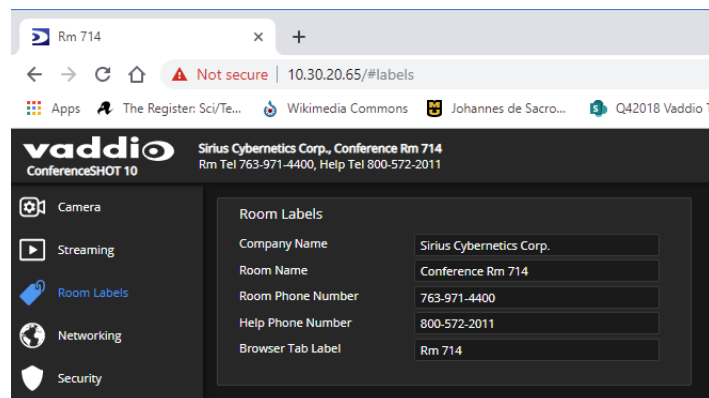 Rm 714
Not secure | 10.30.20.65/#labels
Apps The Register: Sci/Te... Wikimedia Commons Johannes de Sacro... Q42018 Vaddio T
vaddio
ConferenceSHOT 10
Sirius Cybernetics Corp., Conference Rm 714
Rm Tel 763-971-4400, Help Tel 800-572-2011
Camera
Streaming
Room Labels
Networking
Security
Room Labels
Company Name Sirius Cybernetics Corp.
Room Name Conference Rm 714
Room Phone Number 763-971-4400
Help Phone Number 800-572-2011
Browser Tab Label Rm 714